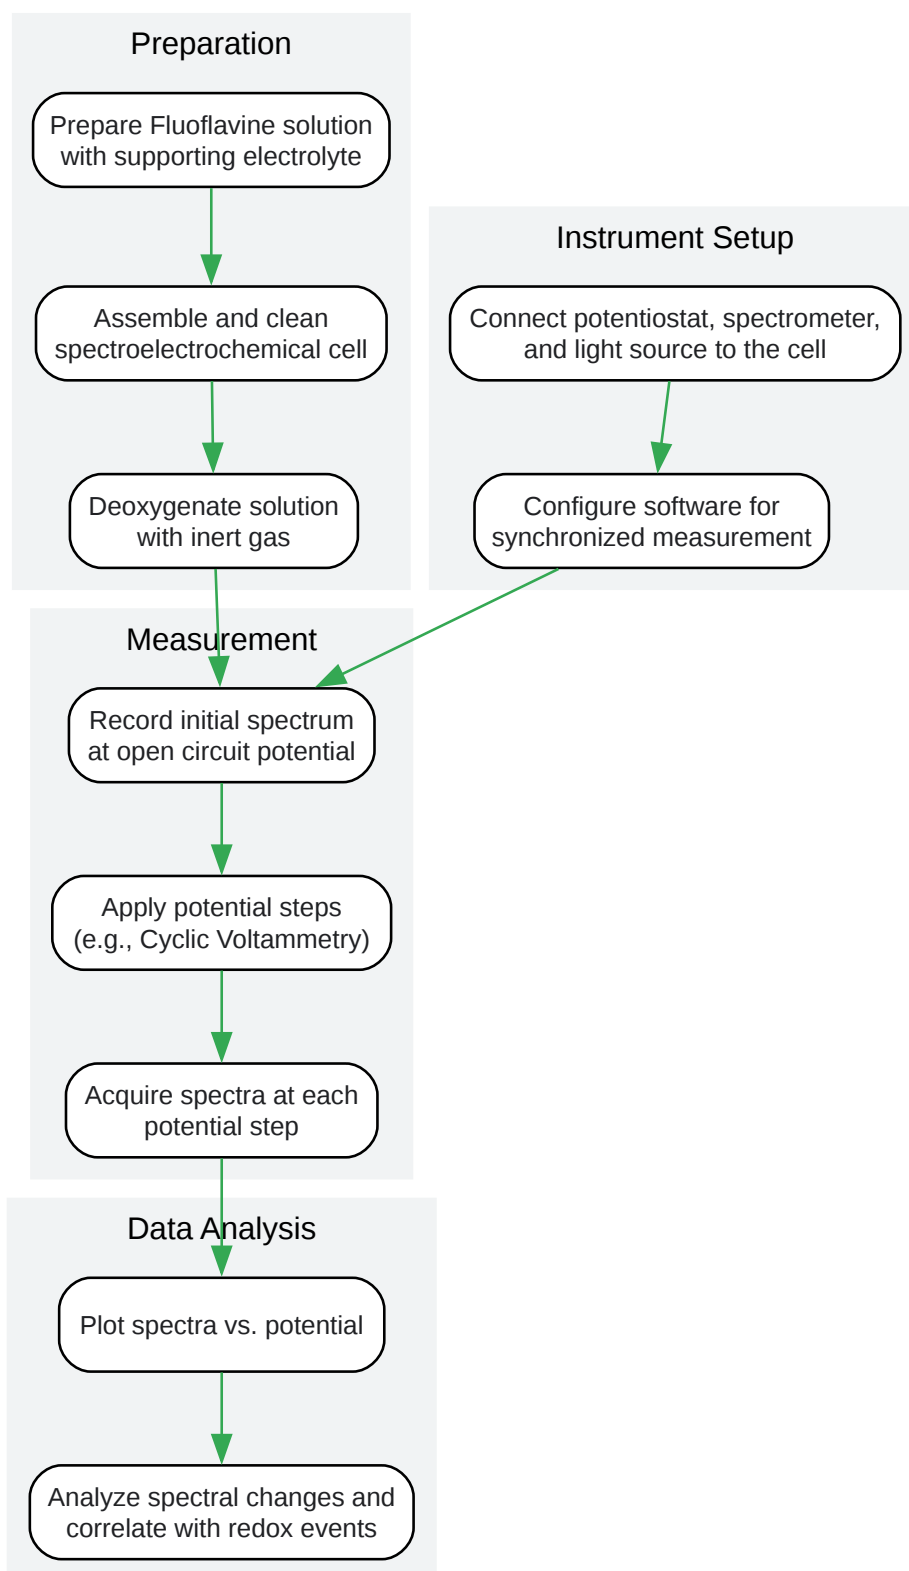 Preparation
Prepare Fluoflavine solution
with supporting electrolyte
Assemble and clean
spectroelectrochemical cell
Deoxygenate solution
with inert gas
Instrument Setup
Connect potentiostat, spectrometer,
and light source to the cell
Configure software for
synchronized measurement
Measurement
Record initial spectrum
at open circuit potential
Apply potential steps
(e.g., Cyclic Voltammetry)
Acquire spectra at each
potential step
Data Analysis
Plot spectra vs. potential
Analyze spectral changes and
correlate with redox events